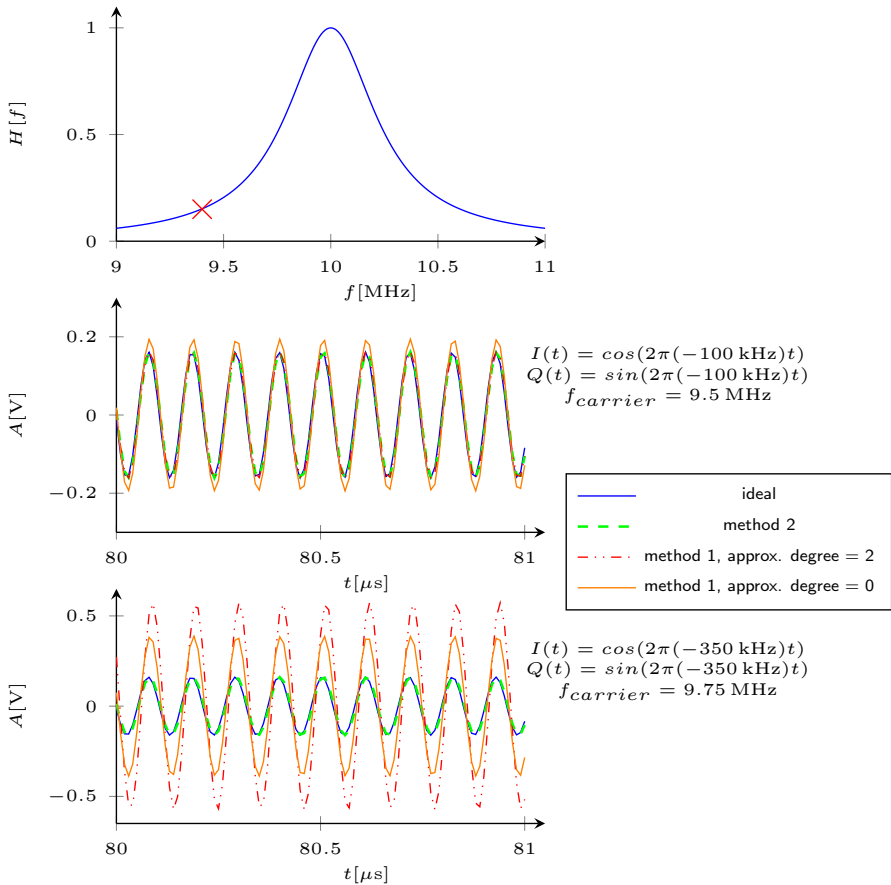 1
0.5
0
H[f]
9
9.5
10
10.5
11
f[MHz]
0.2
0
−0.2
A[V]
80
80.5
81
t[μs]
I(t) = cos(2π(−100 kHz)t)
Q(t) = sin(2π(−100 kHz)t)
f_carrier = 9.5 MHz
ideal
method 2
method 1, approx. degree = 2
method 1, approx. degree = 0
0.5
0
−0.5
A[V]
80
80.5
81
t[μs]
I(t) = cos(2π(−350 kHz)t)
Q(t) = sin(2π(−350 kHz)t)
f_carrier = 9.75 MHz